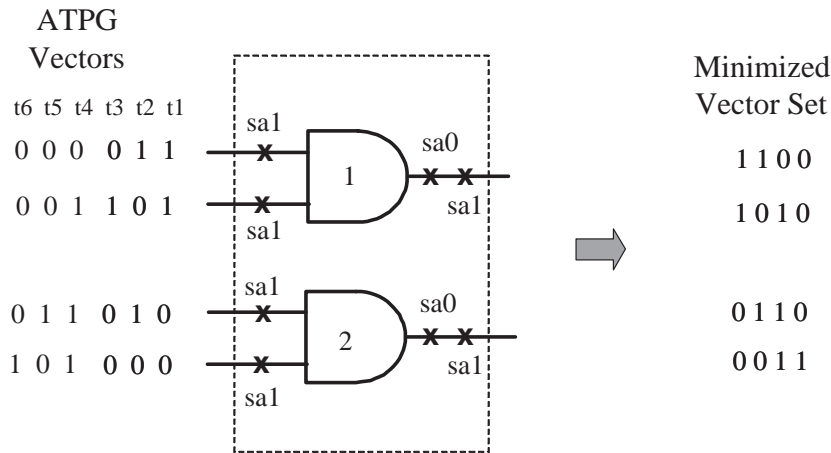 ATPG
Vectors
t6 t5 t4 t3 t2 t1
0 0 0 0 1 1
0 0 1 1 0 1
0 1 1 0 1 0
1 0 1 0 0 0
sa1
sa1
1
sa0
sa1
sa1
sa1
2
sa0
sa1
Minimized
Vector Set
1 1 0 0
1 0 1 0
0 1 1 0
0 0 1 1